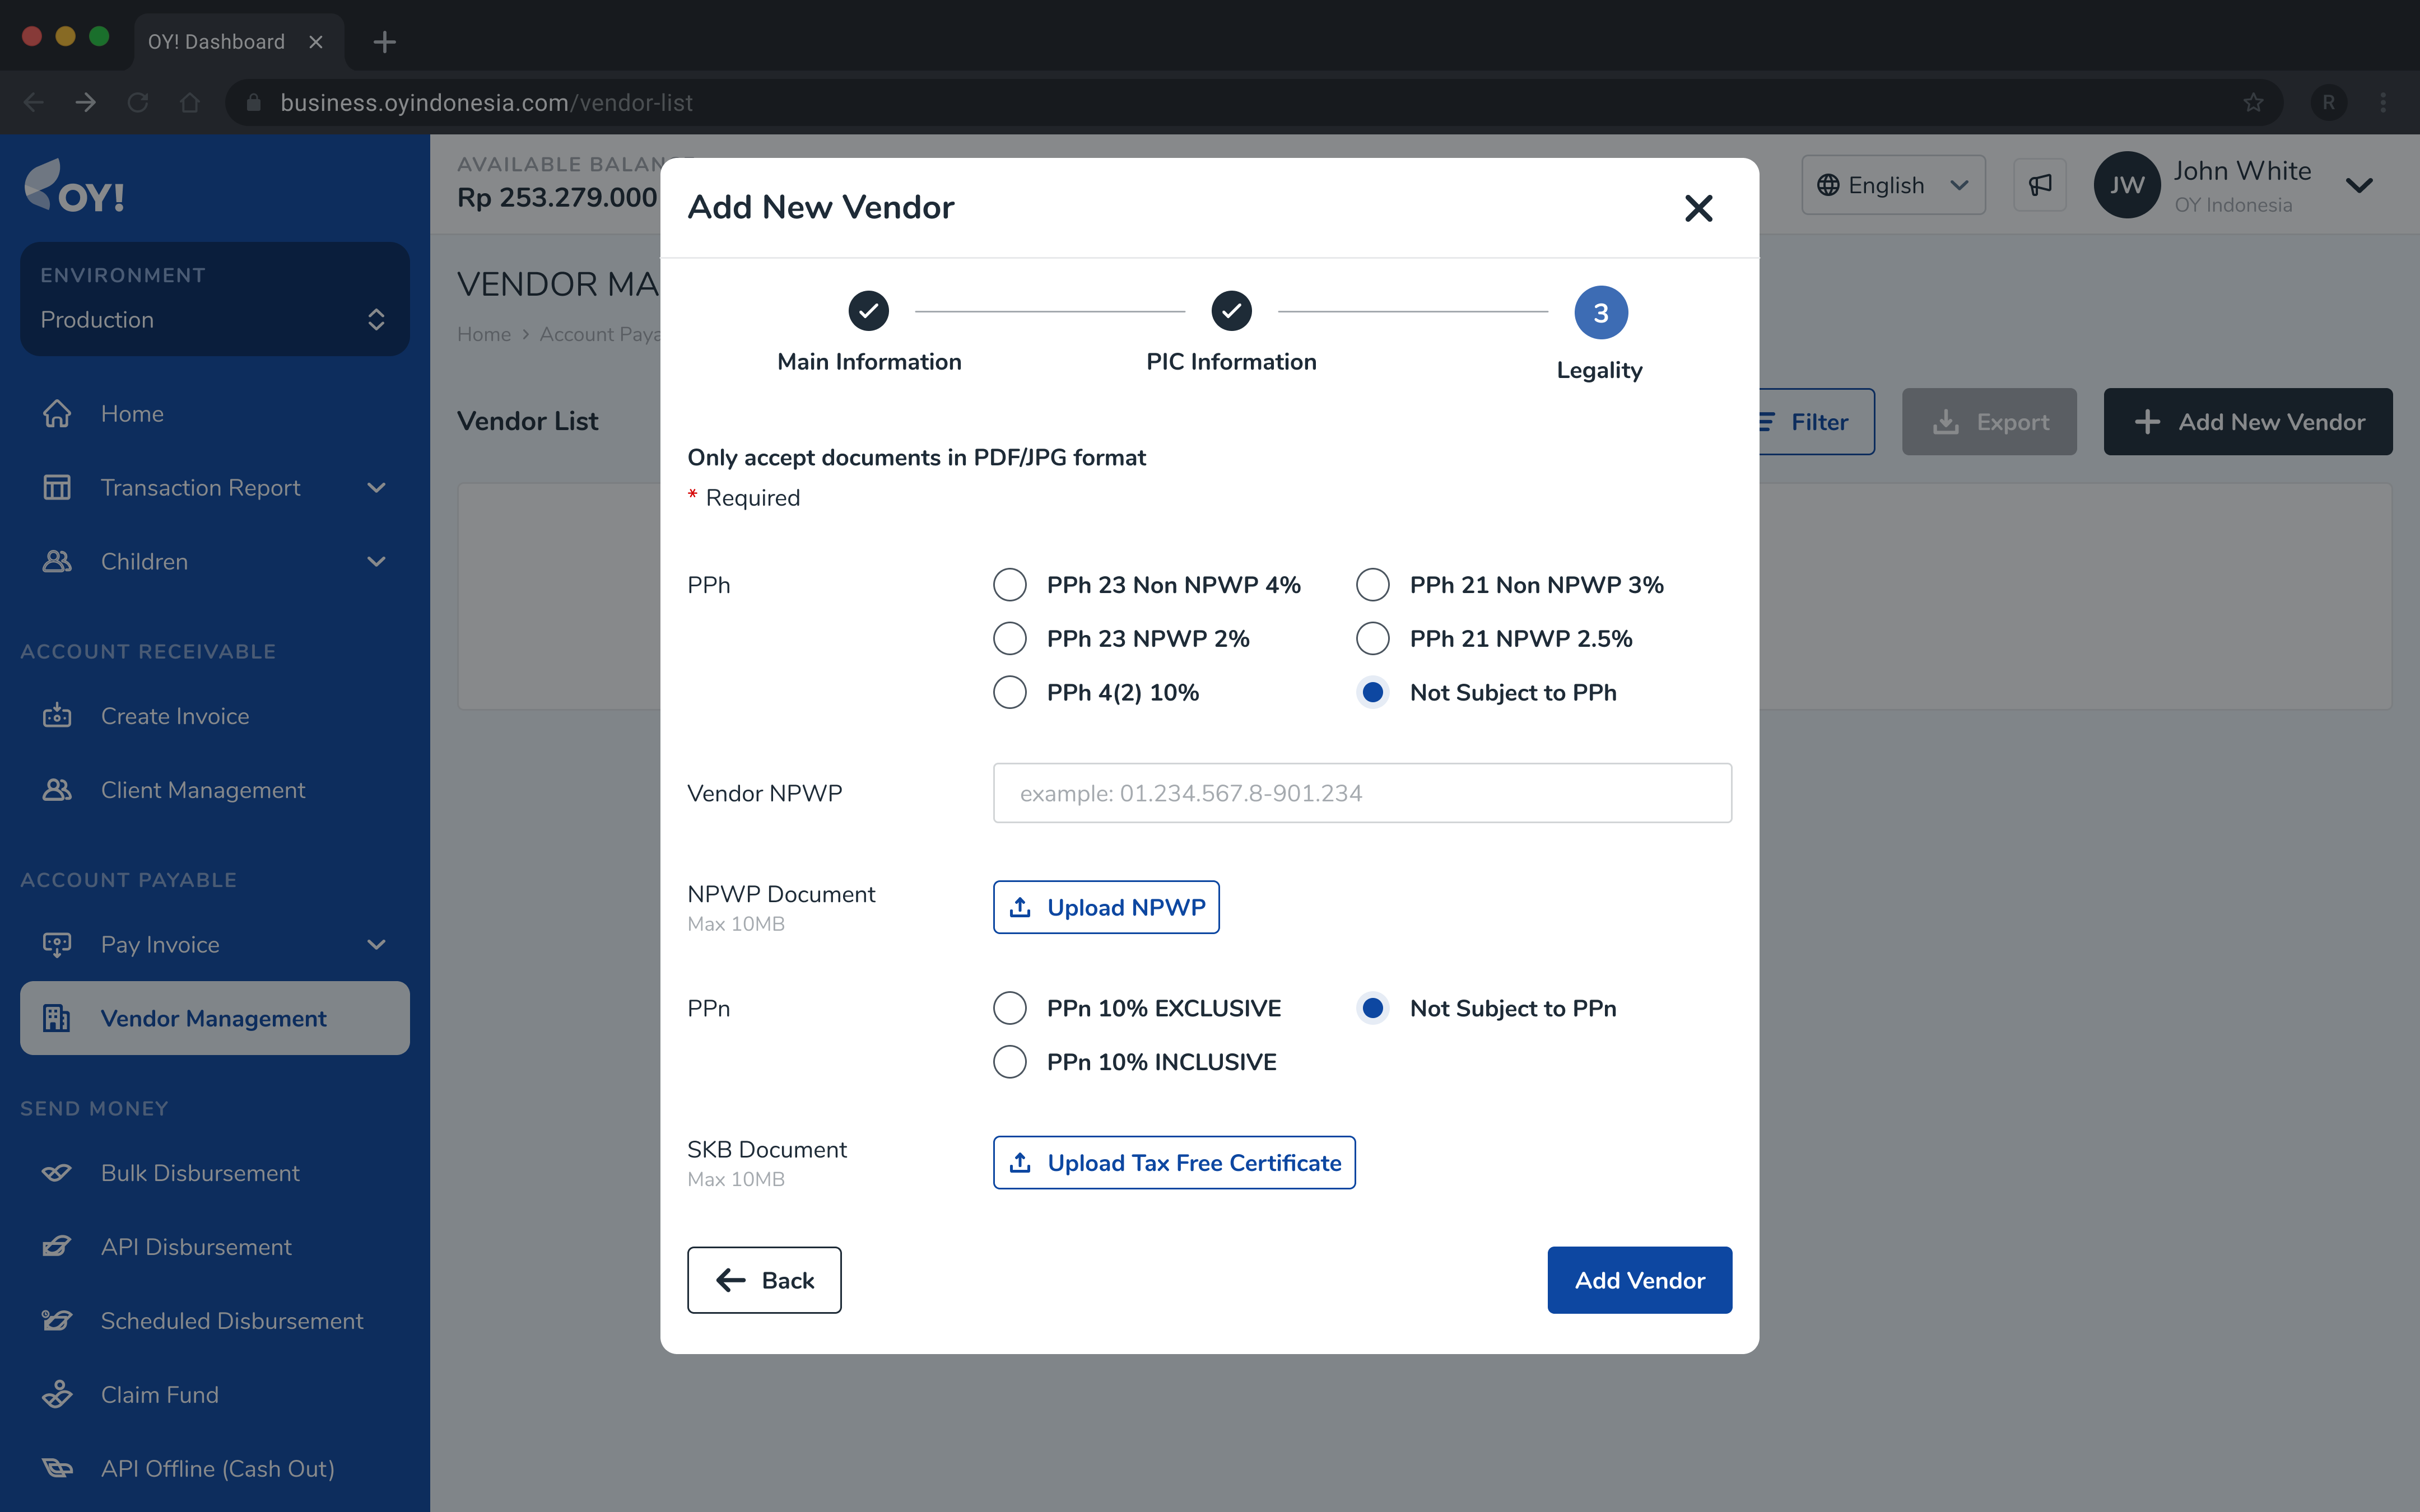 OY! Dashboard
business.oyindonesia.com/vendor-list
R
OY!
ENVIRONMENT
Production
Home
Transaction Report
Children
ACCOUNT RECEIVABLE
Create Invoice
Client Management
ACCOUNT PAYABLE
Pay Invoice
Vendor Management
SEND MONEY
Bulk Disbursement
API Disbursement
Scheduled Disbursement
Claim Fund
API Offline (Cash Out)
AVAILABLE
Rp 253.279.000
English
JW
John White
OY Indonesia
VENDOR
Home > Account
Vendor List
Filter
Export
Add New Vendor
Add New Vendor
Main Information
PIC Information
3
Legality
Only accept documents in PDF/JPG format
* Required
PPh
PPh 23 Non NPWP 4%
PPh 21 Non NPWP 3%
PPh 23 NPWP 2%
PPh 21 NPWP 2.5%
PPh 4(2) 10%
Not Subject to PPh
Vendor NPWP
example: 01.234.567.8-901.234
NPWP Document
Max 10MB
Upload NPWP
PPn
PPn 10% EXCLUSIVE
Not Subject to PPn
PPn 10% INCLUSIVE
SKB Document
Max 10MB
Upload Tax Free Certificate
Back
Add Vendor